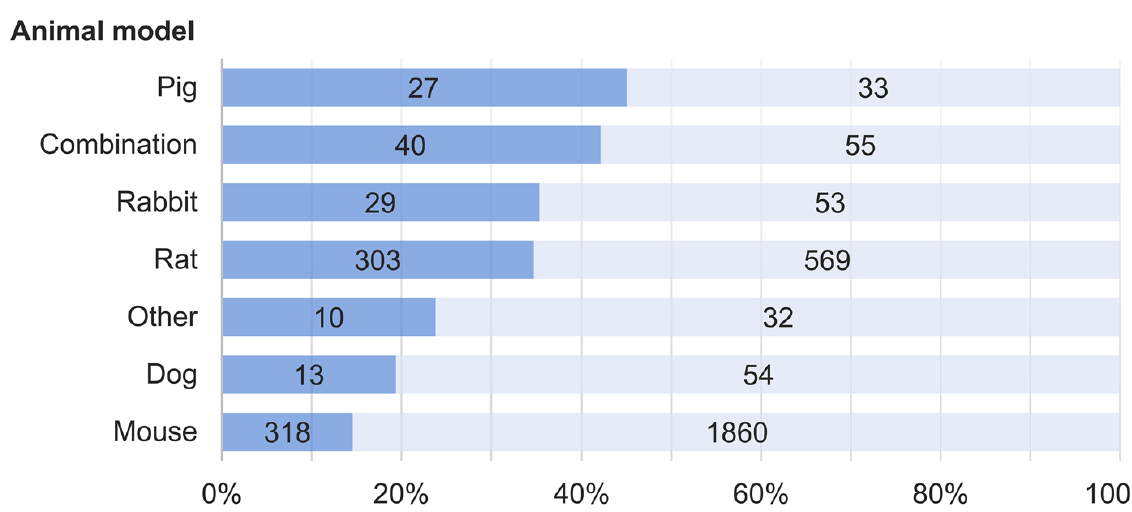 Animal model
Pig 27 33
Combination 40 55
Rabbit 29 53
Rat 303 569
Other 10 32
Dog 13 54
Mouse 318 1860
0% 20% 40% 60% 80% 100